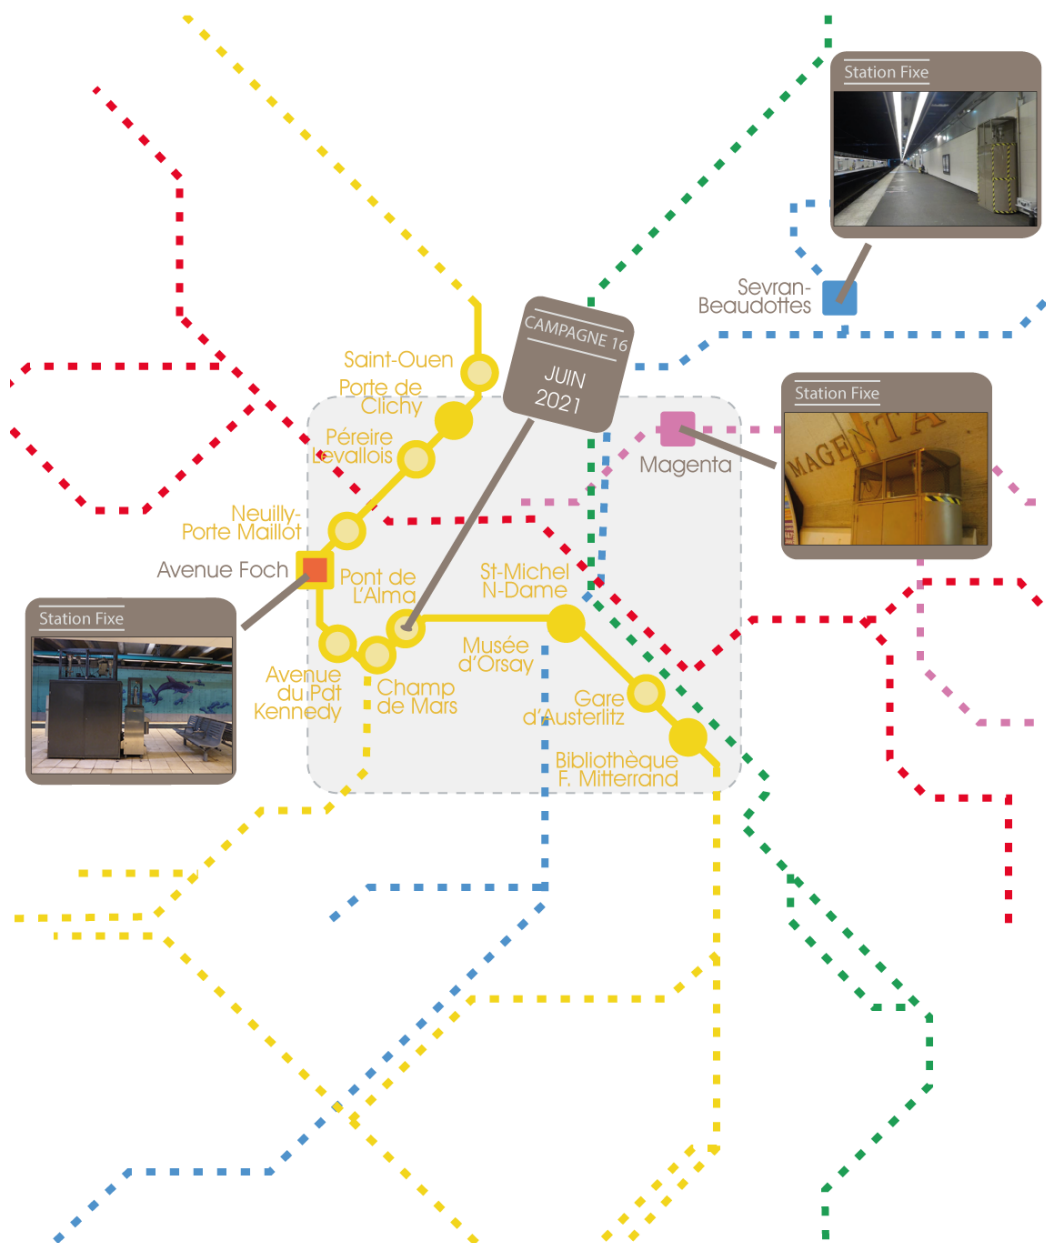 Station Fixe
Sevran-
Beaudottes
CAMPAGNE 16
JUIN
2021
Saint-Ouen
Porte de
Clichy
Péreire
Levallois
Station Fixe
MAGENTA
Magenta
Neuilly-
Porte Maillot
Avenue Foch
Pont de
L'Alma
St-Michel
N-Dame
Station Fixe
Musée
d'Orsay
Avenue
du Pdt
Kennedy
Champ
de Mars
Gare
d'Austerlitz
Bibliothèque
F. Mitterrand